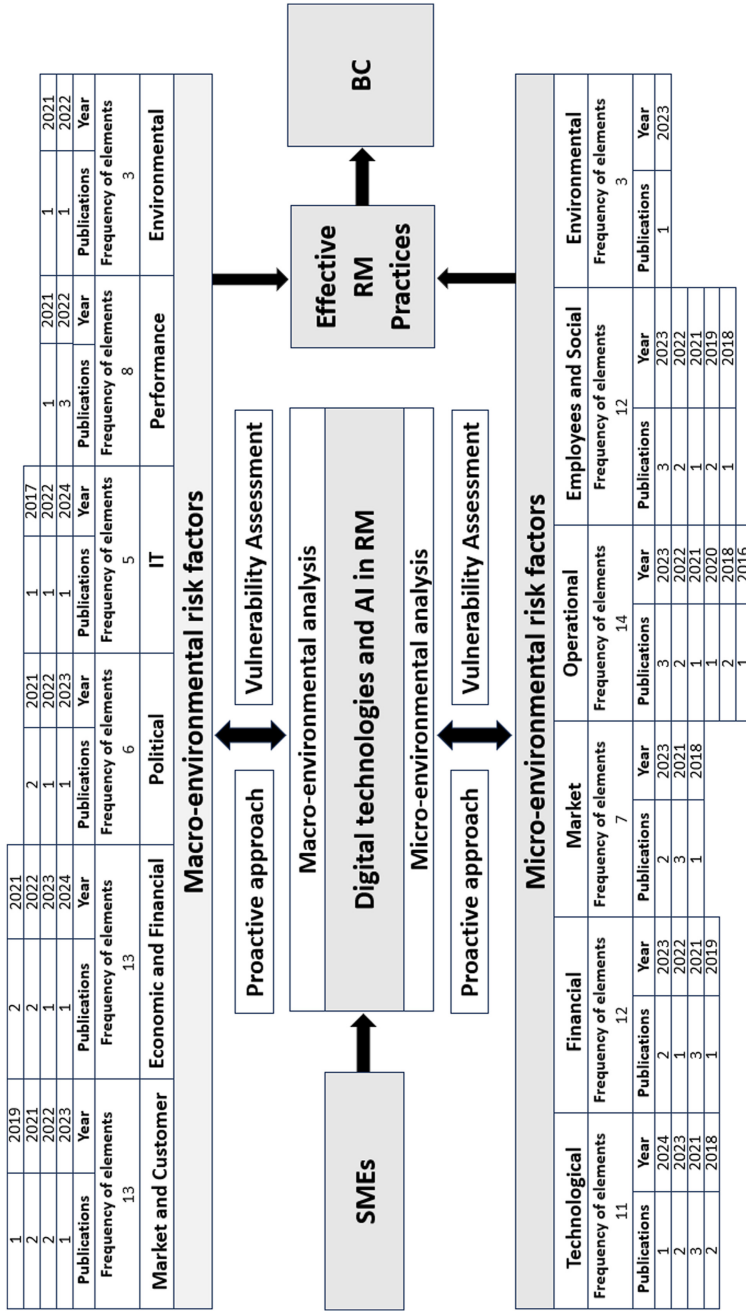 1 2019 2 2021
2 2021 2 2022 2 2021 1 2017
2 2022 1 2023 1 2022 1 2022 1 2021 1 2021
1 2023 1 2024 1 2023 1 2024 3 2022 1 2022
Publications Year Publications Year Publications Year Publications Year Publications Year Publications Year
Frequency of elements Frequency of elements Frequency of elements Frequency of elements Frequency of elements Frequency of elements
13 13 6 5 8 3
Market and Customer Economic and Financial Political IT Performance Environmental
Macro-environmental risk factors
Proactive approach Vulnerability Assessment
Macro-environment analysis
SMEs Digital technologies and AI in RM
Effective
RM
Practices
BC
Micro-environment analysis
Proactive approach Vulnerability Assessment
Micro-environmental risk factors
Technological Financial Market Operational Employees and Social Environmental
Frequency of elements Frequency of elements Frequency of elements Frequency of elements Frequency of elements Frequency of elements
11 12 7 14 12 3
Publications Year Publications Year Publications Year Publications Year Publications Year Publications Year
1 2024 2 2023 2 2023 3 2023 3 2023 1 2023
2 2023 1 2022 3 2021 2 2022 2 2022
3 2021 3 2021 1 2018 1 2021 1 2021
2 2018 1 2019 1 2020 2 2019
2 2018 1 2018
1 2016